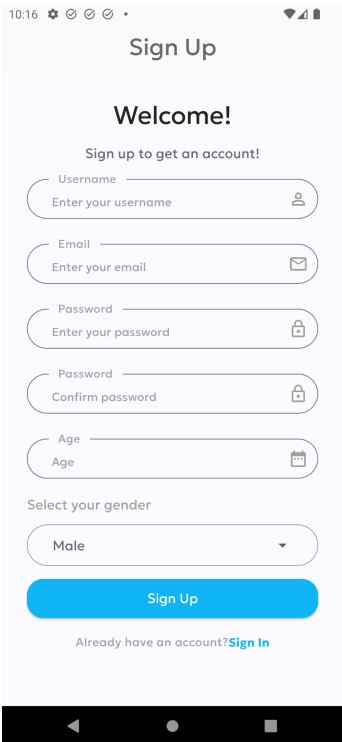 10:16
Sign Up
Welcome!
Sign up to get an account!
Username
Enter your username
Email
Enter your email
Password
Enter your password
Password
Confirm password
Age
Age
Select your gender
Male
Sign Up
Already have an account?Sign In